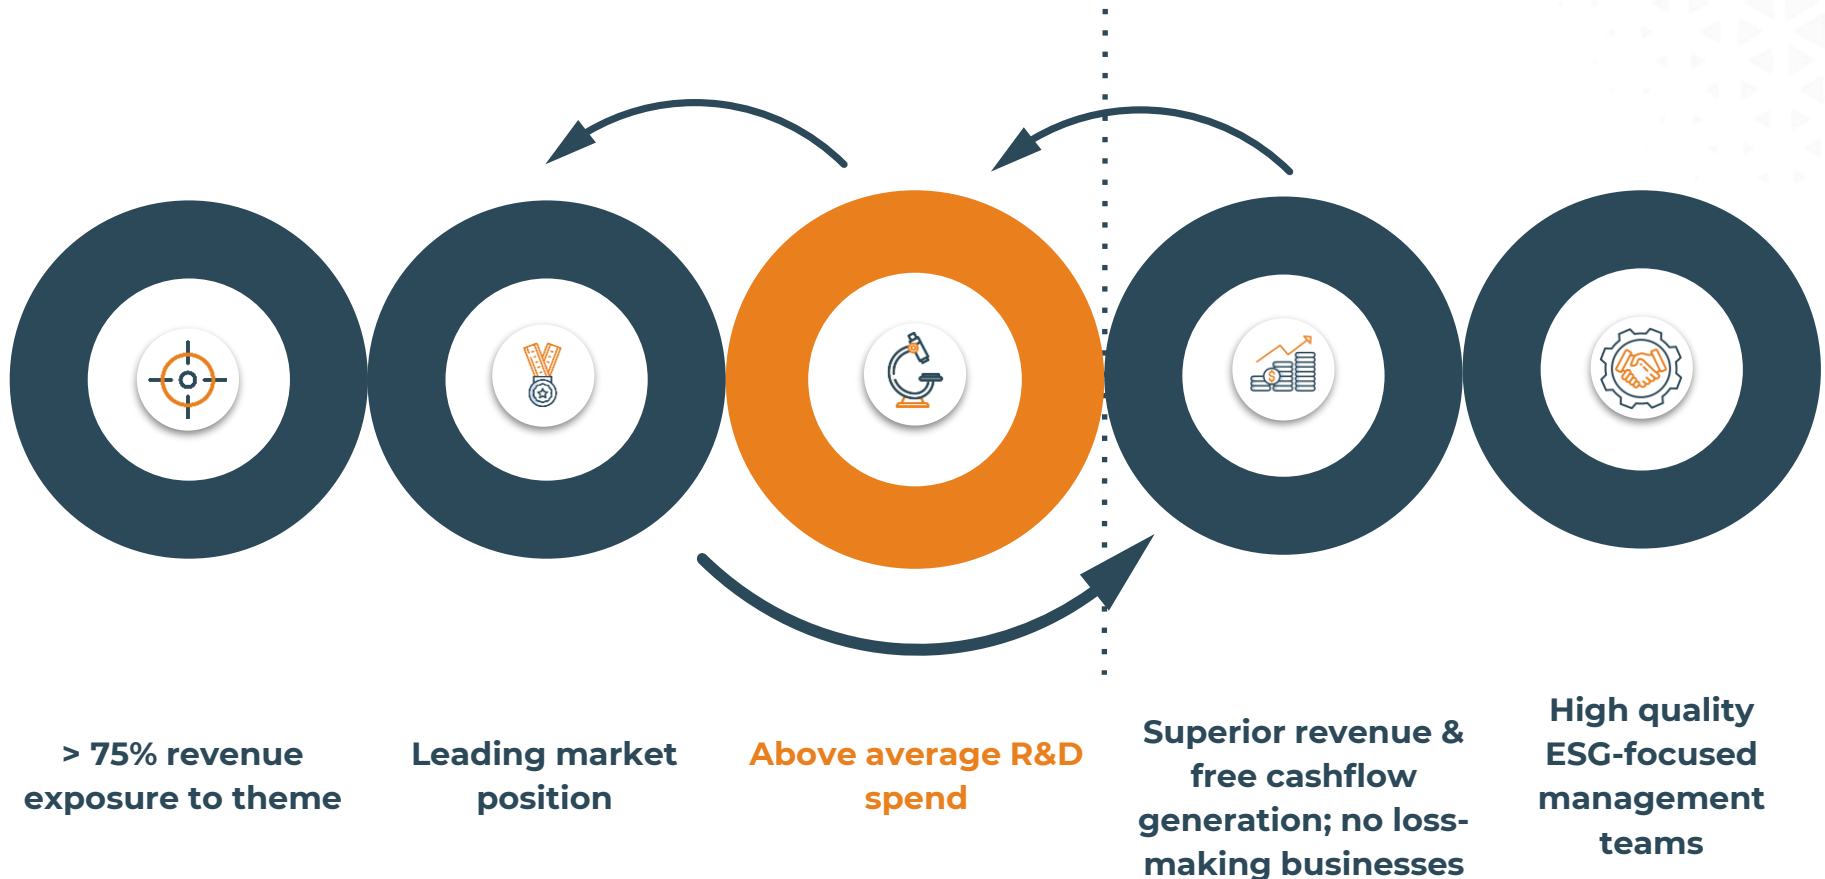 > 75% revenue
exposure to theme
Leading market
position
Above average R&D
spend
Superior revenue &
free cashflow
generation; no loss-
making businesses
High quality
ESG-focused
management
teams